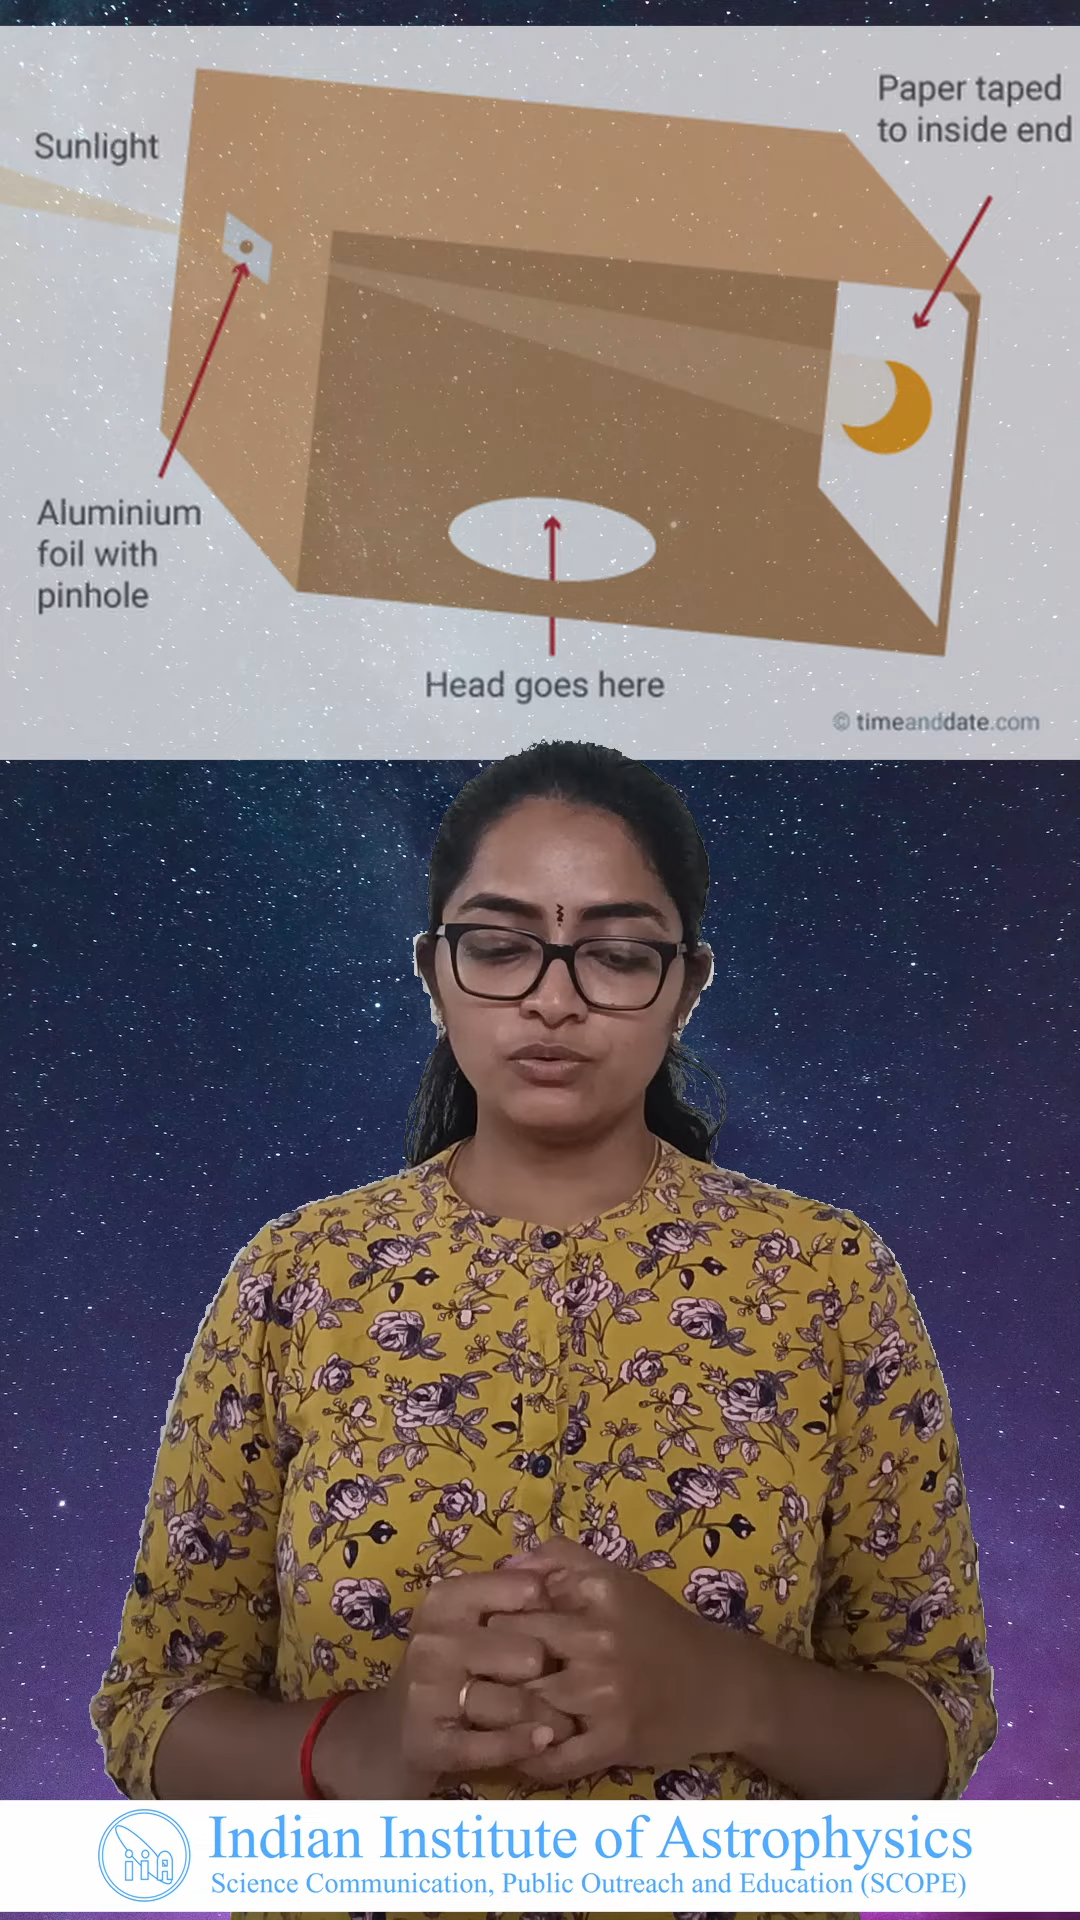 Sunlight
Paper taped
to inside end
Aluminium
foil with
pinhole
Head goes here
© timeanddate.com
IIA
Indian Institute of Astrophysics
Science Communication, Public Outreach and Education (SCOPE)